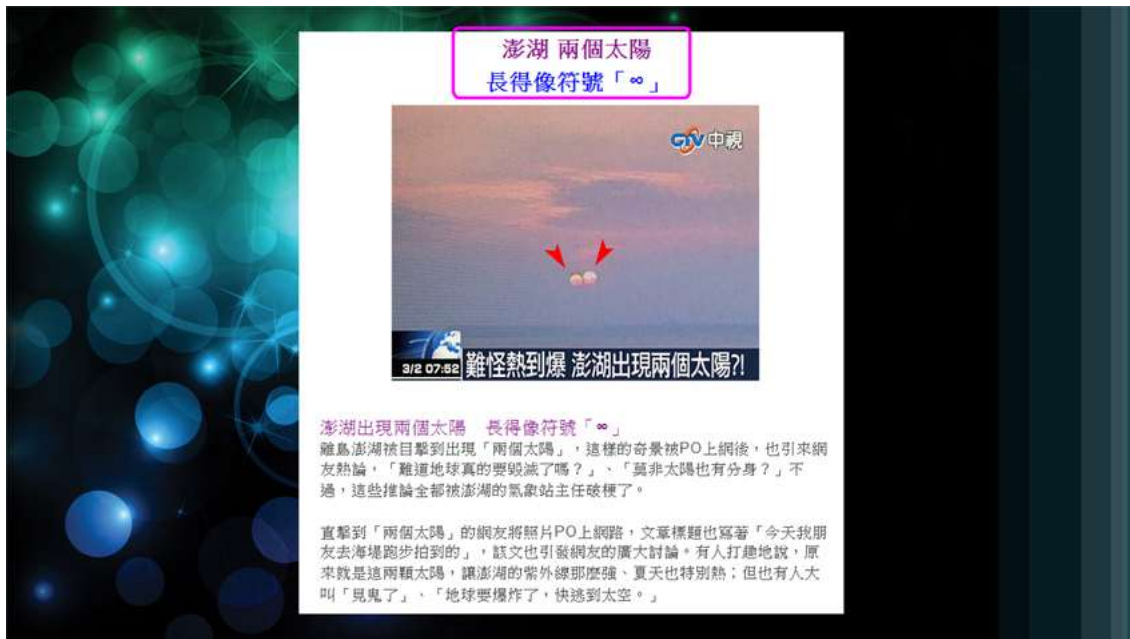 澎湖 兩個太陽
長得像符號「∞」
CTV中視
3/2 07:52 難怪熱到爆 澎湖出現兩個太陽?!
澎湖出現兩個太陽　長得像符號「∞」
離島澎湖被目擊到出現「兩個太陽」，這樣的奇景被PO上網後，也引來網
友熱論，「難道地球真的要毀滅了嗎？」、「莫非太陽也有分身？」不
過，這些推論全都被澎湖的氣象站主任破梗了。
直擊到「兩個太陽」的網友將照片PO上網路，文章標題也寫著「今天我朋
友去海堤跑步拍到的」，該文也引發網友的廣大討論。有人打趣地說，原
來就是這兩顆太陽，讓澎湖的紫外線那麼強、夏天也特別熱；但也有人大
叫「見鬼了」、「地球要爆炸了，快逃到太空。」